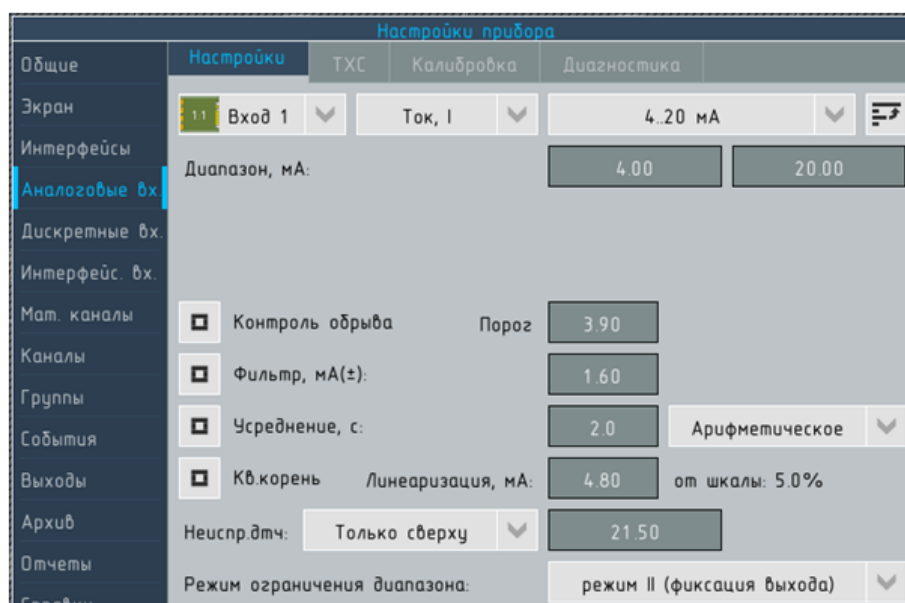 Настройки прибора
Общие
Экран
Интерфейсы
Аналоговые вх.
Дискретные вх.
Интерфейс. вх.
Мат. каналы
Каналы
Группы
События
Выходы
Архив
Отчеты
Настройки ТХС Калибровка Диагностика
1.1 Вход 1 Ток, I 4..20 мА
Диапазон, мА: 4.00 20.00
Контроль обрыва Порог 3.90
Фильтр, мА(±): 1.60
Усреднение, с: 2.0 Арифметическое
Кв.корень Линеаризация, мА: 4.80 от шкалы: 5.0%
Неиспр.дтч: Только сверху 21.50
Режим ограничения диапазона: режим II (фиксация выхода)